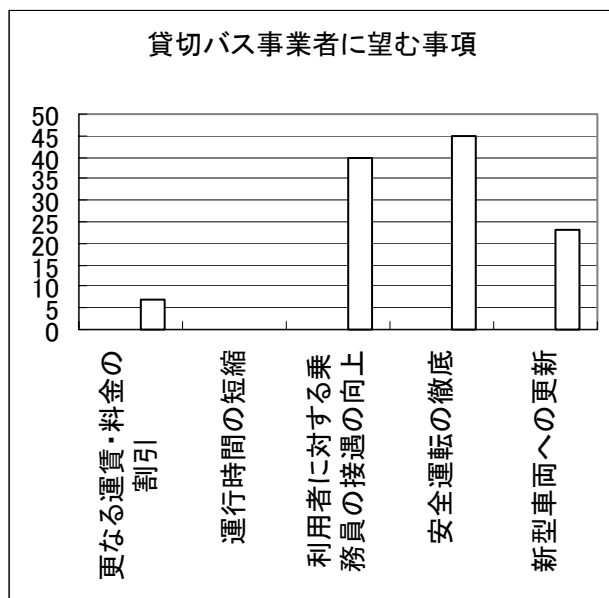 貸切バス事業者に望む事項
50
45
40
35
30
25
20
15
10
5
0
更なる運賃・料金の
割引
運行時間の短縮
利用者に対する乗
務員の接遇の向上
安全運転の徹底
新型車両への更新